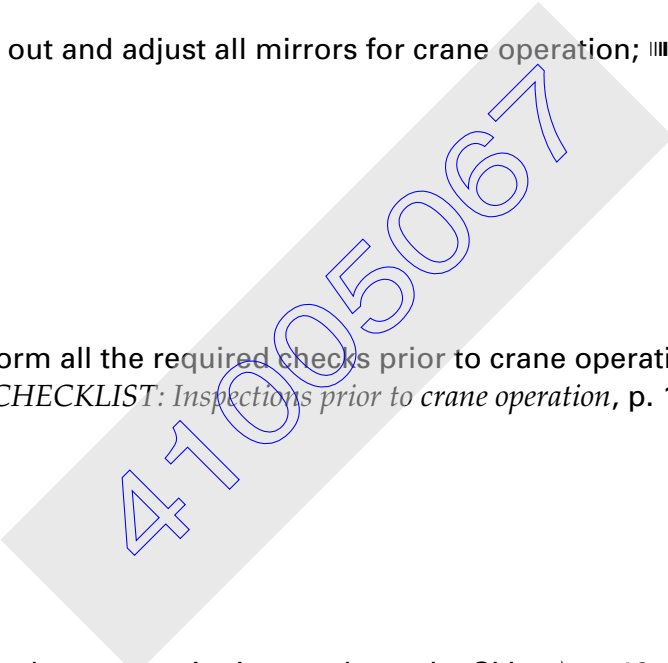 out and adjust all mirrors for crane operation;
41005067
orm all the required checks prior to crane operati
CHECKLIST: Inspections prior to crane operation, p. 1